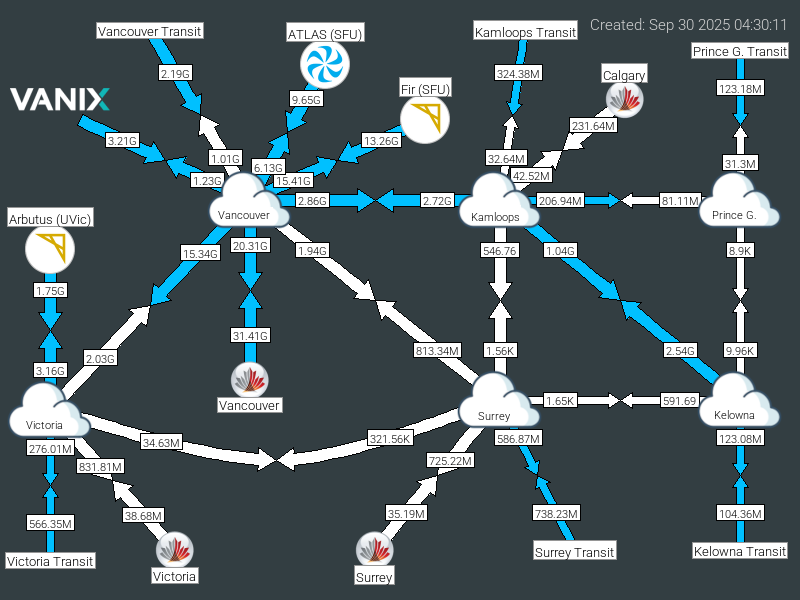 Created: Sep 30 2025 04:30:11
Vancouver Transit
ATLAS (SFU)
Kamloops Transit
Prince G. Transit
2.19G
324.38M
Calgary
123.18M
VANIX
9.65G
Fir (SFU)
3.21G
13.26G
231.64M
1.01G
6.13G
32.64M
31.3M
1.23G
15.41G
42.52M
2.86G
2.72G
206.94M
81.11M
Arbutus (UVic)
Vancouver
Kamloops
Prince G.
15.34G
20.31G
1.94G
546.76
1.04G
8.9K
1.75G
31.41G
2.03G
813.34M
1.56K
2.54G
9.96K
3.16G
Vancouver
1.65K
591.69
Victoria
Surrey
Kelowna
276.01M
34.63M
321.56K
586.87M
123.08M
831.81M
725.22M
566.35M
38.68M
35.19M
738.23M
104.36M
Victoria Transit
Victoria
Surrey
Surrey Transit
Kelowna Transit